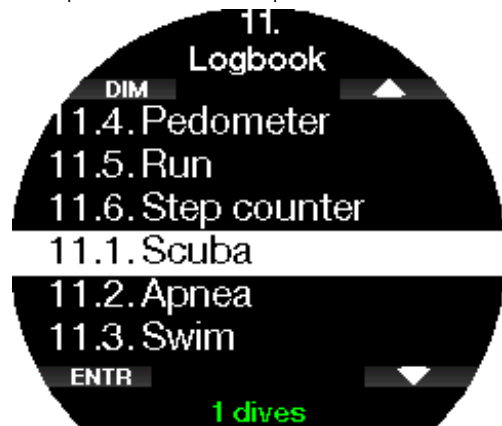 11.
Logbook
DIM
11.4. Pedometer
11.5. Run
11.6. Step counter
11.1. Scuba
11.2. Apnea
11.3. Swim
ENTR
1 dives